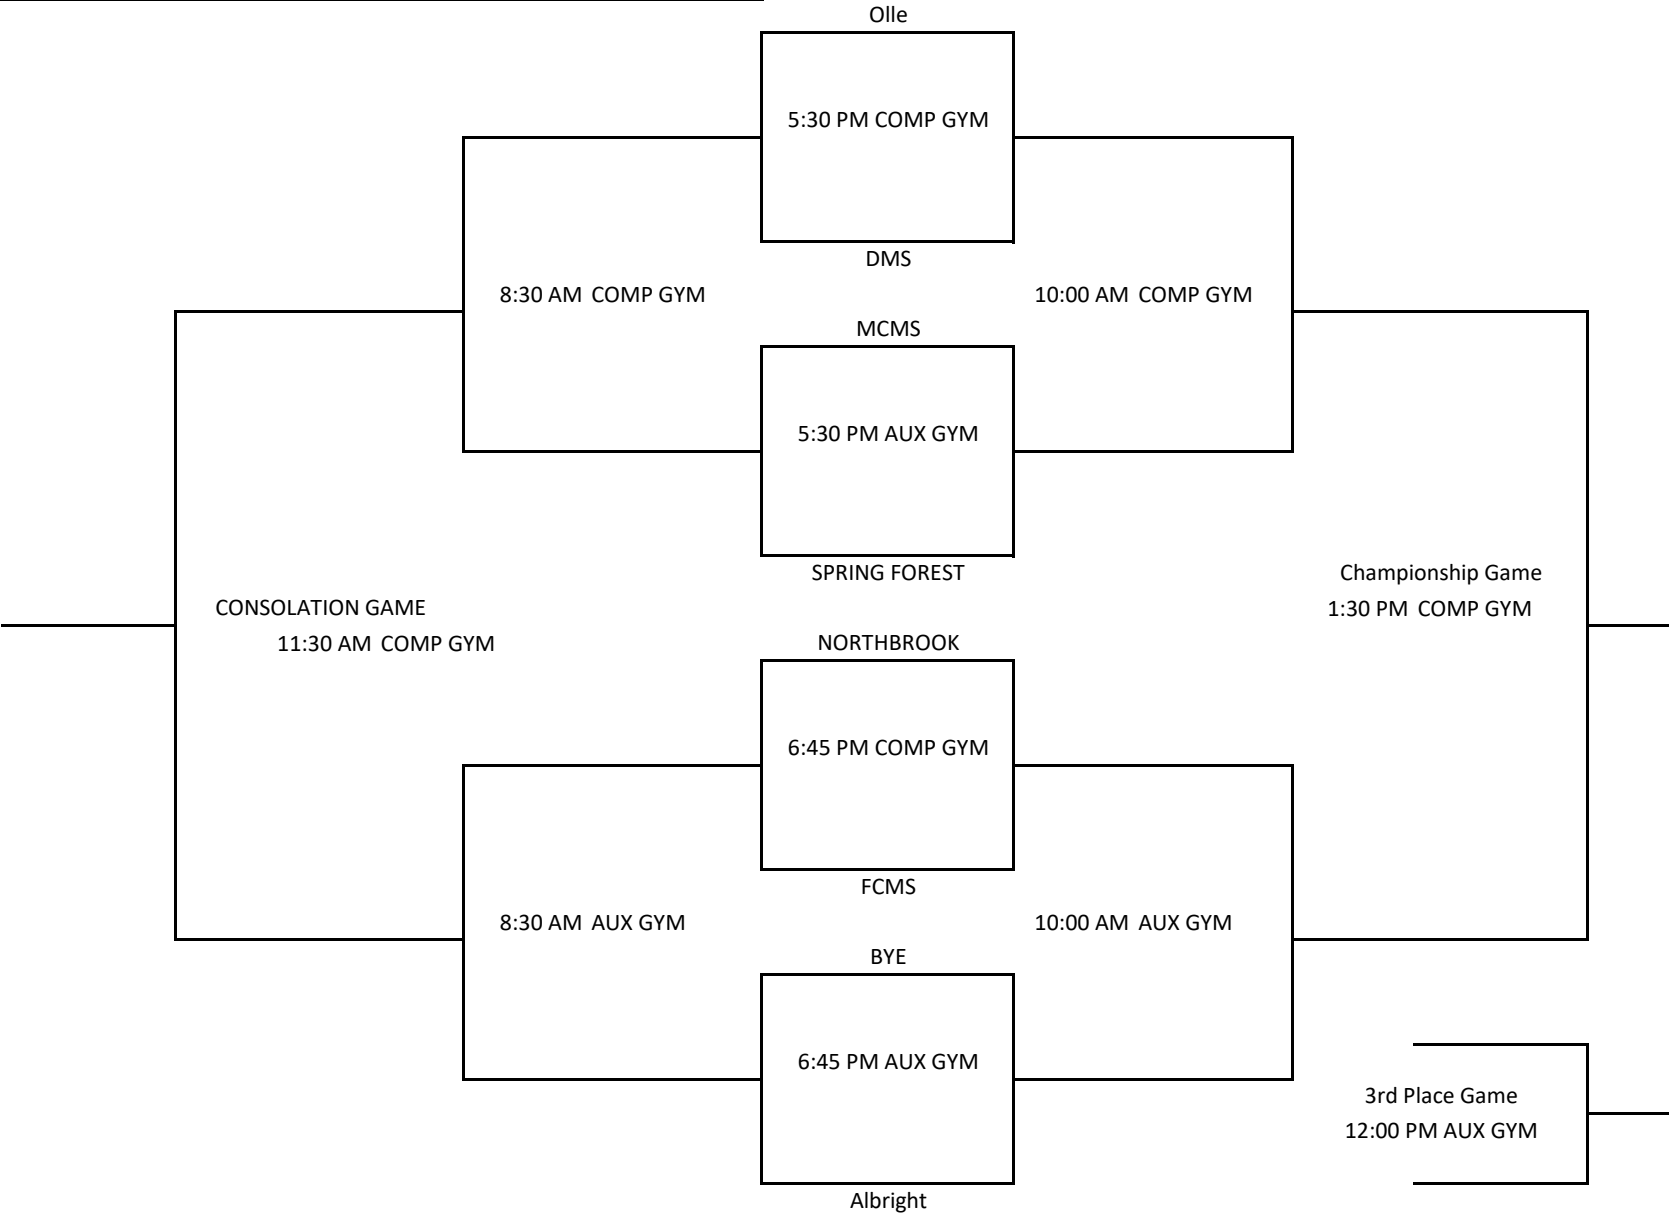 Olle
5:30 PM COMP GYM
DMS
8:30 AM COMP GYM
10:00 AM COMP GYM
MCMS
5:30 PM AUX GYM
SPRING FOREST
Championship Game
1:30 PM COMP GYM
CONSOLATION GAME
11:30 AM COMP GYM
NORTHBROOK
6:45 PM COMP GYM
FCMS
8:30 AM AUX GYM
10:00 AM AUX GYM
BYE
6:45 PM AUX GYM
3rd Place Game
12:00 PM AUX GYM
Albright